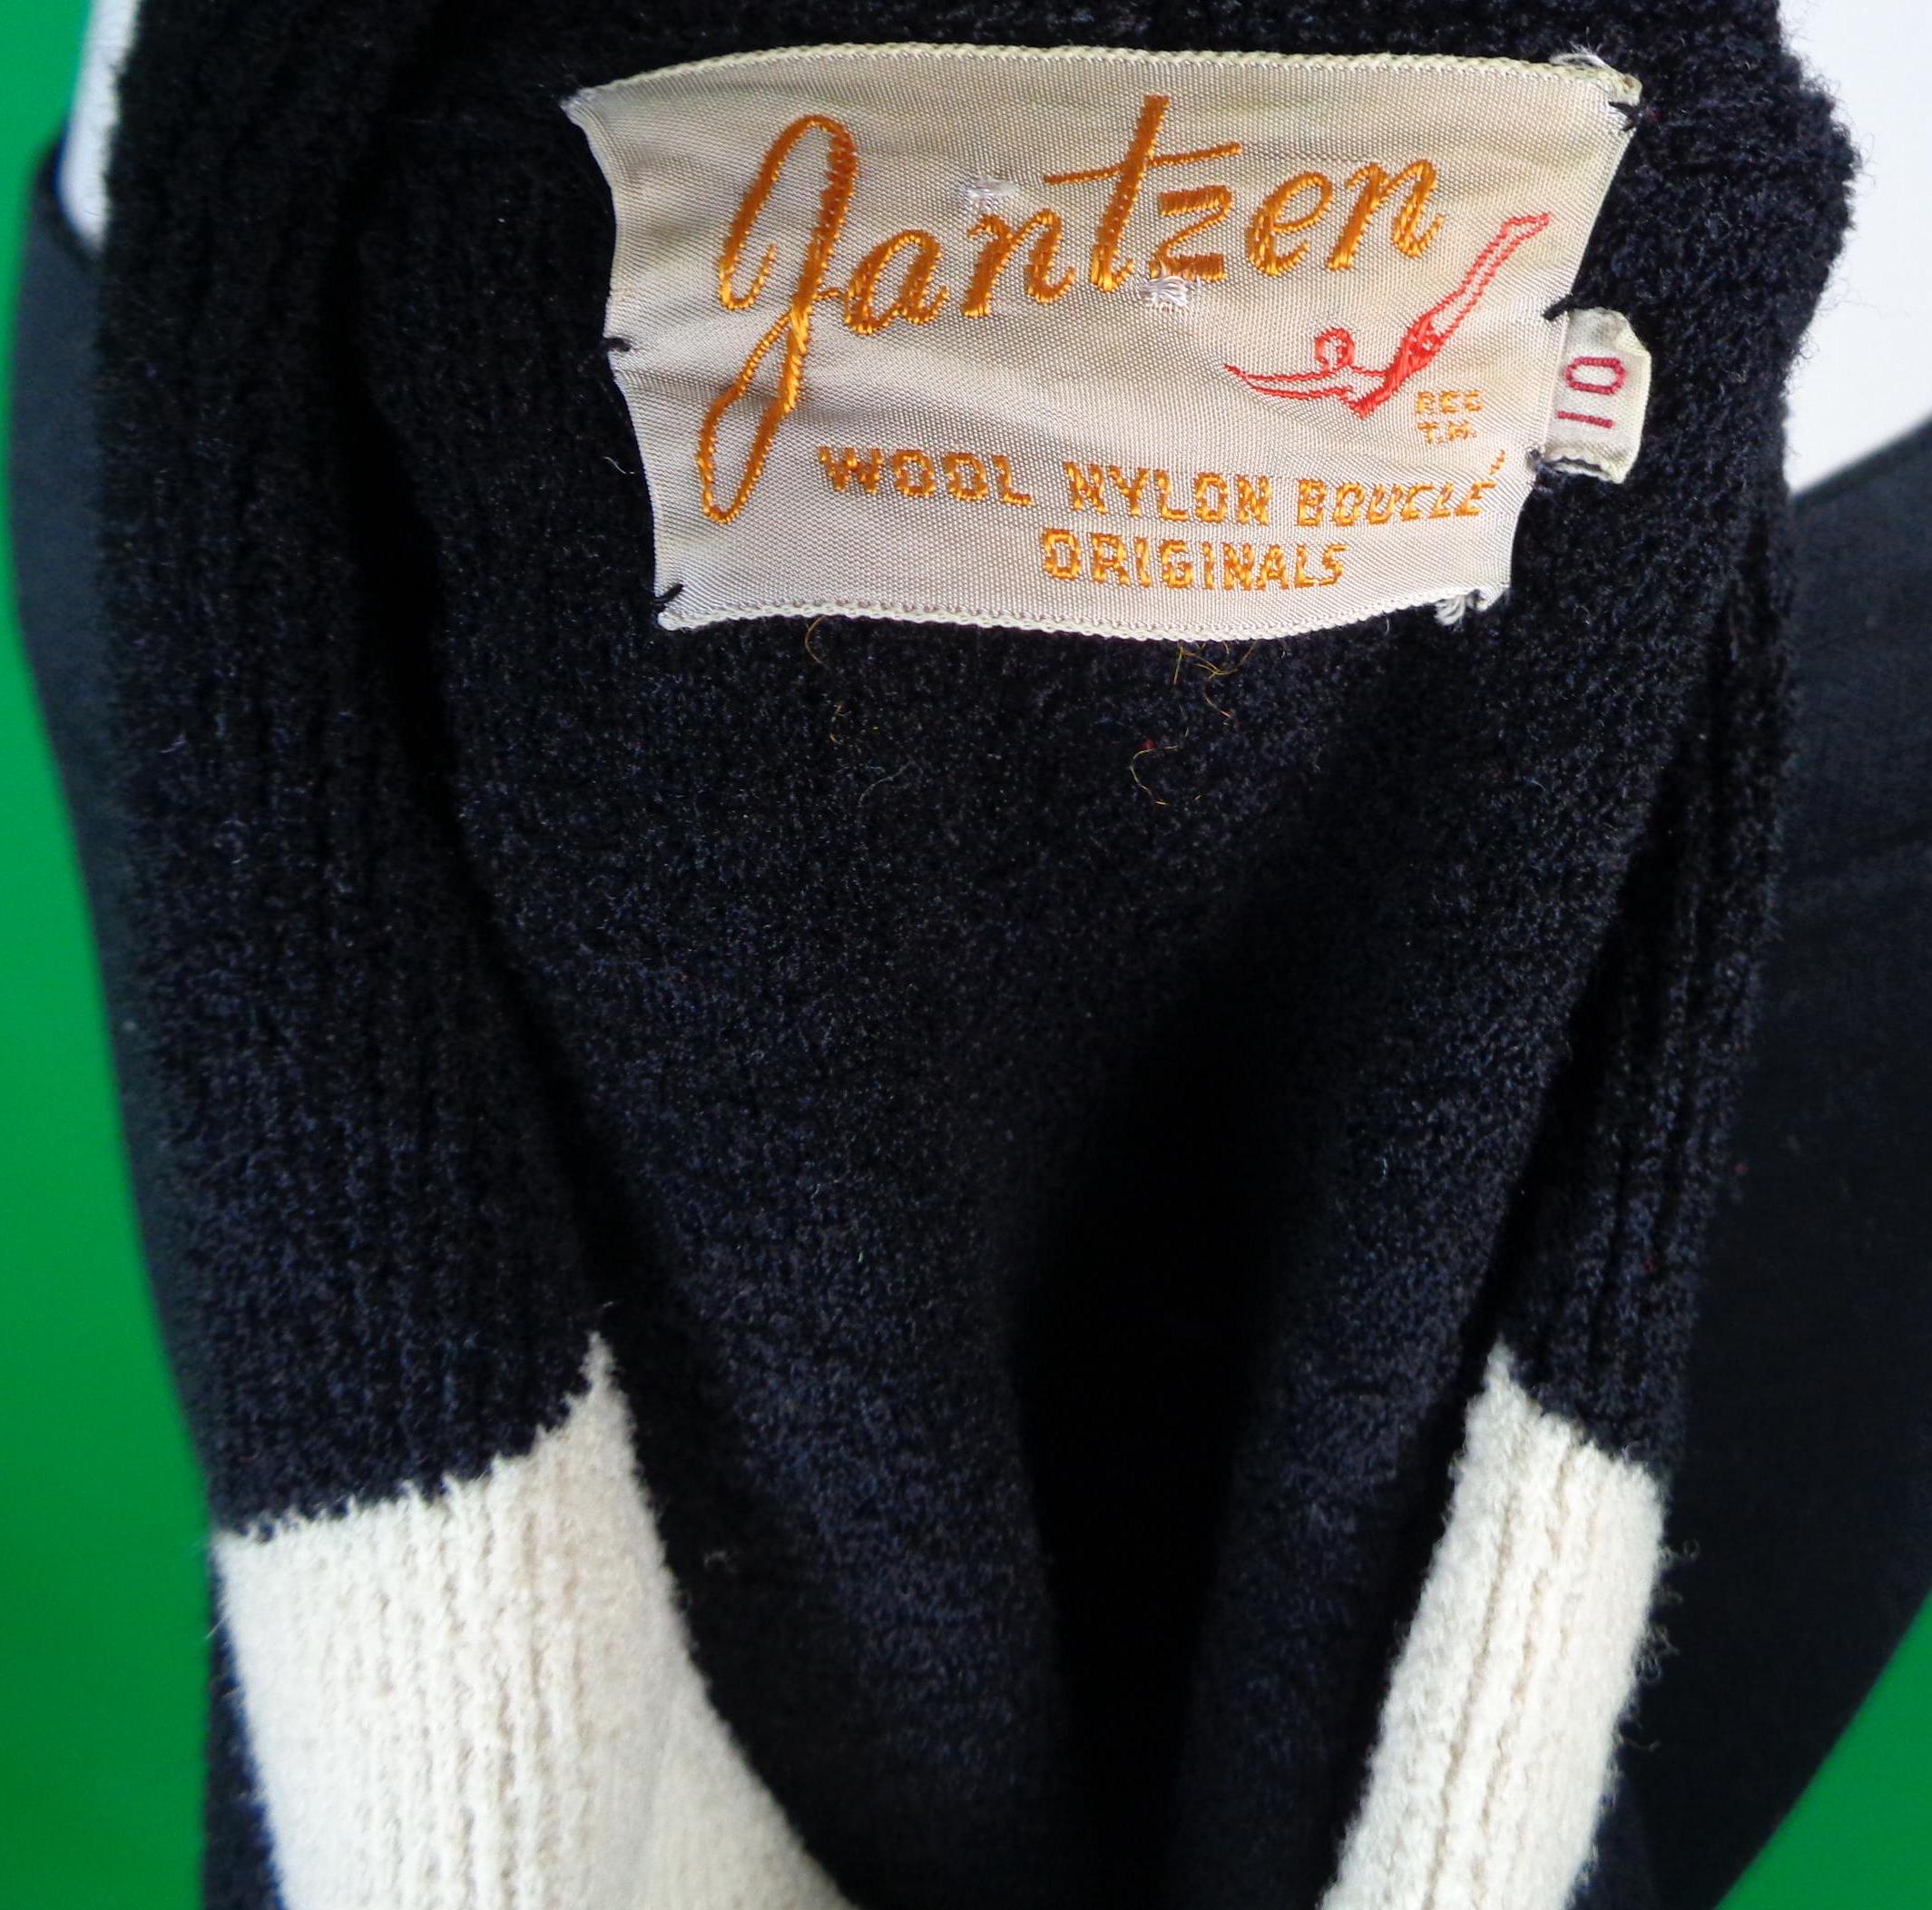 Jantzen
REG
T.M.
10
WOOL NYLON BOUCLÉ
ORIGINALS